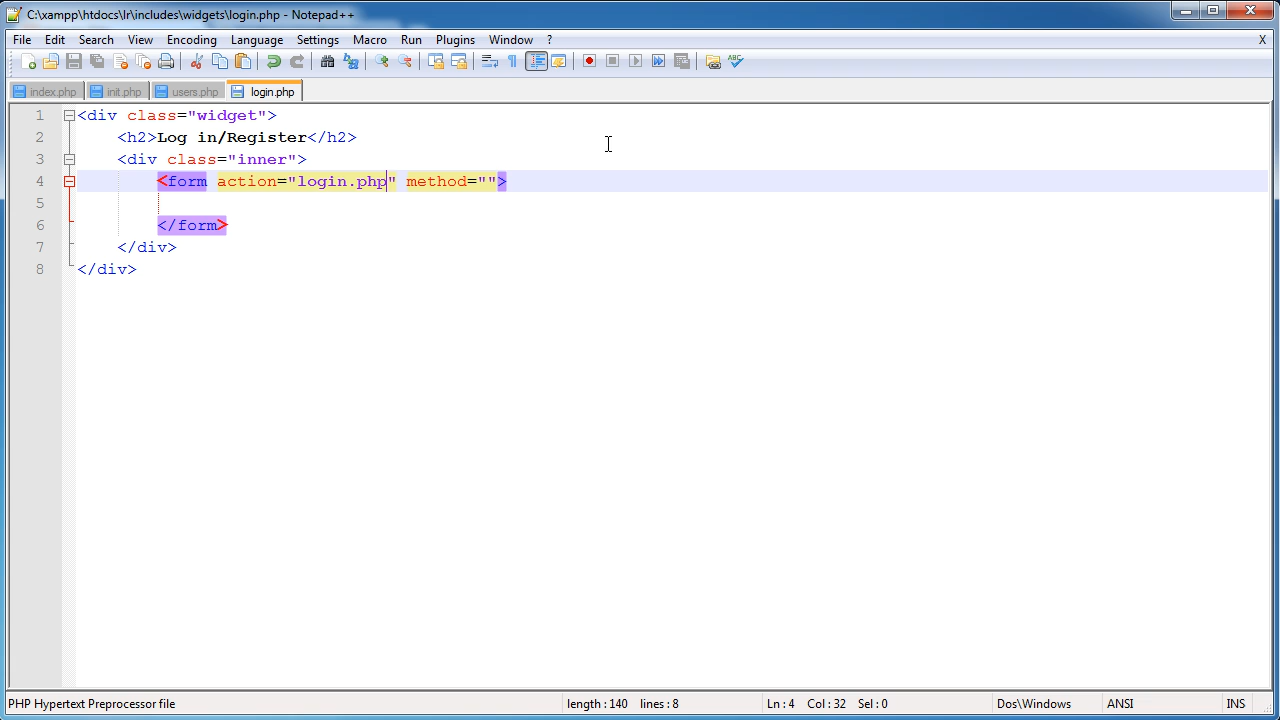 C:\xampp\htdocs\lr\includes\widgets\login.php - Notepad++
File Edit Search View Encoding Language Settings Macro Run Plugins Window ? X
index.php init.php users.php login.php
1 <div class="widget">
2 <h2>Log in/Register</h2>
3 <div class="inner">
4 <form action="login.php" method="">
5
6 </form>
7 </div>
8 </div>
PHP Hypertext Preprocessor file length : 140 lines : 8 Ln : 4 Col : 32 Sel : 0 Dos\Windows ANSI INS